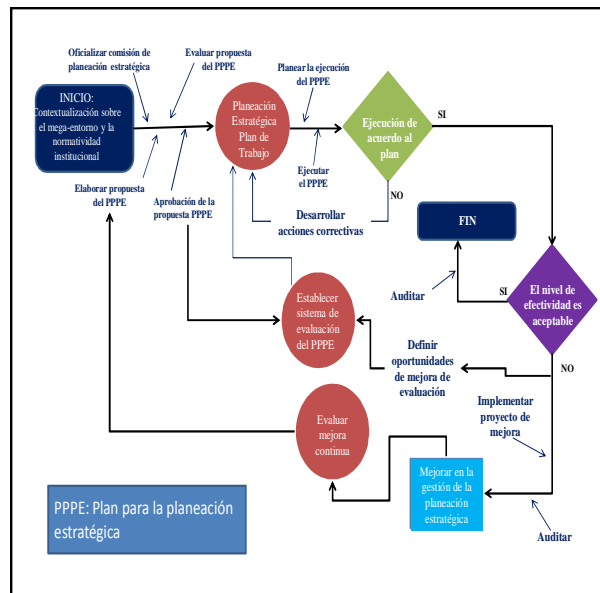 Oficializar comisión de
planeación estratégica
Evaluar propuesta
del PPPE
Planear la ejecución
del PPPE
INICIO:
Contextualización sobre
el mega-entorno y la
normatividad
institucional
Planeación
Estratégica
Plan de
Trabajo
Ejecución de
acuerdo al
plan
SI
Elaborar propuesta
del PPPE
Aprobación de la
propuesta PPPE
Ejecutar
el PPPE
NO
Desarrollar
acciones correctivas
FIN
Auditar
SI
El nivel de
efectividad es
aceptable
Establecer
sistema de
evaluación
del PPPE
Definir
oportunidades
de mejora de
evaluación
NO
Implementar
proyecto de
mejora
Evaluar
mejora
continua
Mejorar en la
gestión de la
planeación
estratégica
PPPE: Plan para la planeación
estratégica
Auditar